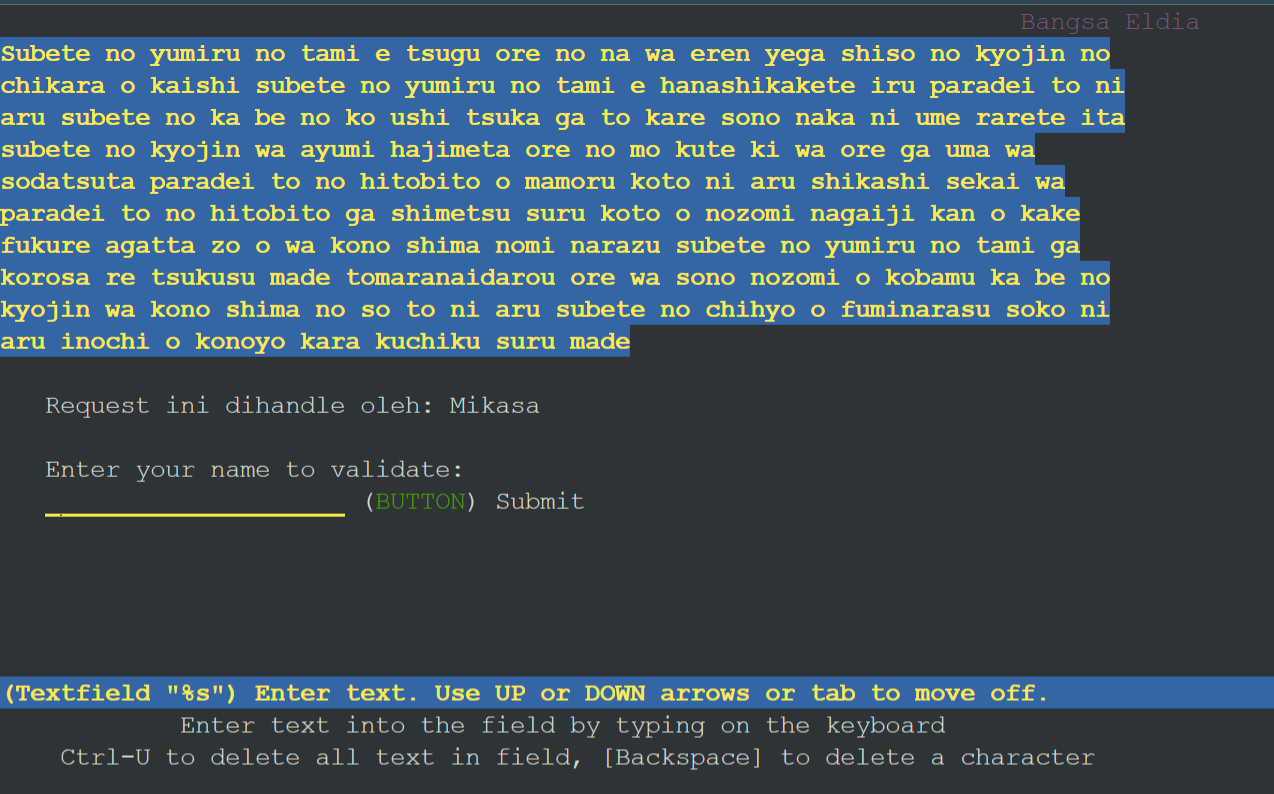 Bangsa Eldia
Subete no yumiru no tami e tsugu ore no na wa eren yega shiso no kyojin no
chikara o kaishi subete no yumiru no tami e hanashikakete iru paradei to ni
aru subete no ka be no ko ushi tsuka ga to kare sono naka ni ume rarete ita
subete no kyojin wa ayumi hajimeta ore no mo kute ki wa ore ga uma wa
sodatsuta paradei to no hitobito o mamoru koto ni aru shikashi sekai wa
paradei to no hitobito ga shimetsu suru koto o nozomi nagaiji kan o kake
fukure agatta zo o wa kono shima nomi narazu subete no yumiru no tami ga
korosa re tsukusu made tomaranaidarou ore wa sono nozomi o kobamu ka be no
kyojin wa kono shima no so to ni aru subete no chihyo o fuminarasu soko ni
aru inochi o konoyo kara kuchiku suru made
Request ini dihandle oleh: Mikasa
Enter your name to validate:
(BUTTON) Submit
(Textfield "%s") Enter text. Use UP or DOWN arrows or tab to move off.
Enter text into the field by typing on the keyboard
Ctrl-U to delete all text in field, [Backspace] to delete a character